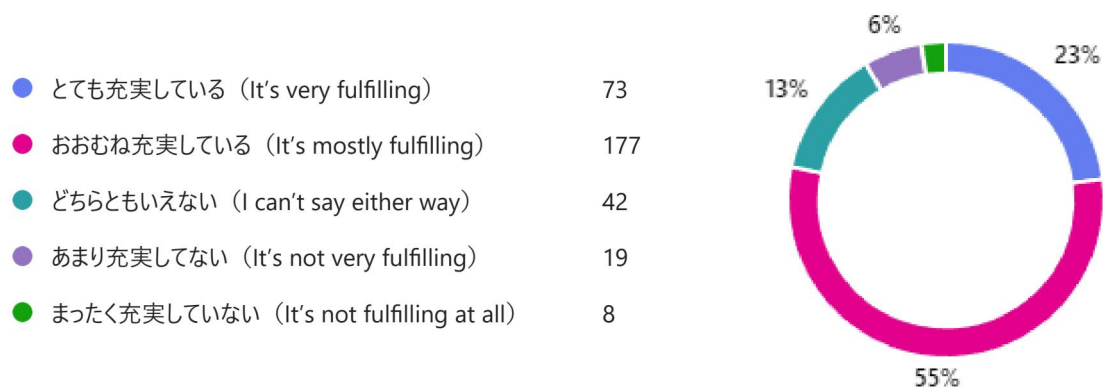 とても充実している（It's very fulfilling） 73
おおむね充実している（It's mostly fulfilling） 177
どちらともいえない（I can't say either way） 42
あまり充実してない（It's not very fulfilling） 19
まったく充実していない（It's not fulfilling at all） 8
6%
23%
13%
55%